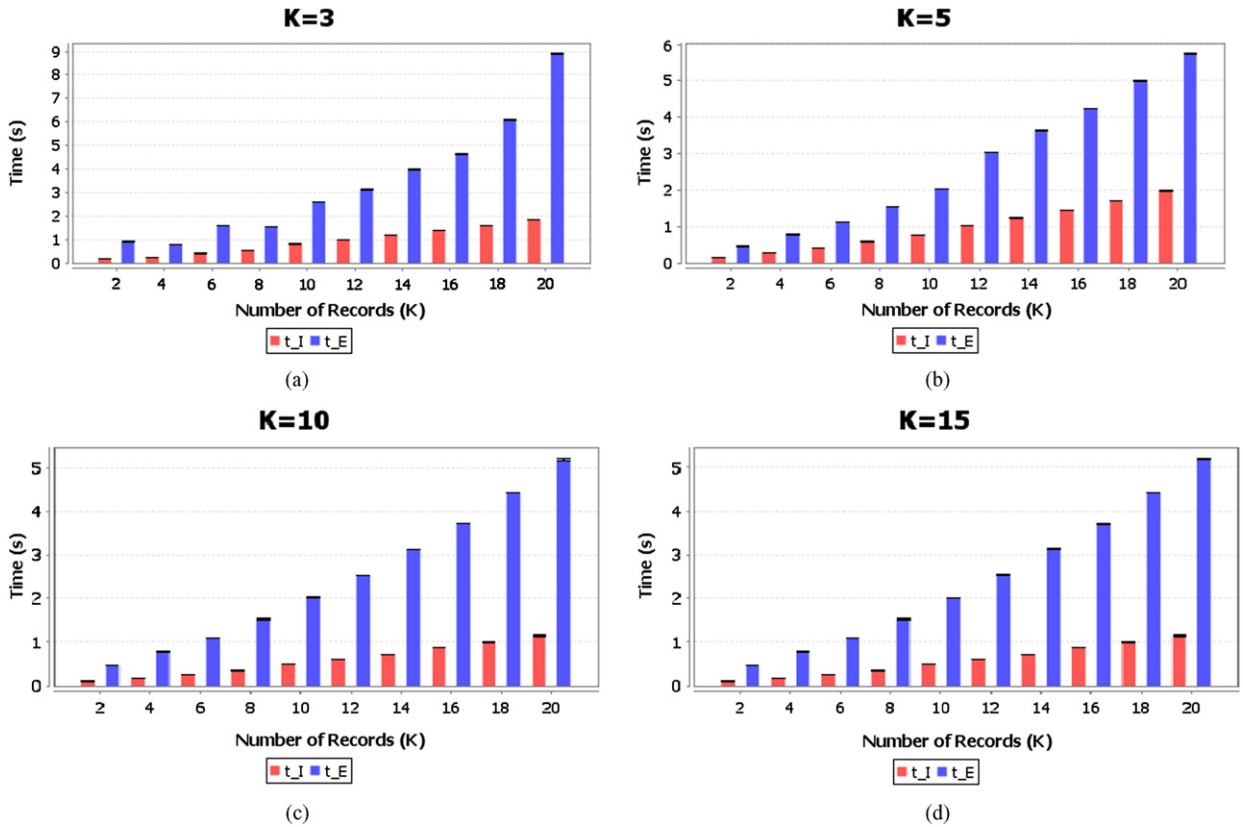 K=3
9
8
7
6
5
4
3
2
1
0
Time (s)
2 4 6 8 10 12 14 16 18 20
Number of Records (K)
t_I t_E
(a)
K=5
6
5
4
3
2
1
0
Time (s)
2 4 6 8 10 12 14 16 18 20
Number of Records (K)
t_I t_E
(b)
K=10
5
4
3
2
1
0
Time (s)
2 4 6 8 10 12 14 16 18 20
Number of Records (K)
t_I t_E
(c)
K=15
5
4
3
2
1
0
Time (s)
2 4 6 8 10 12 14 16 18 20
Number of Records (K)
t_I t_E
(d)